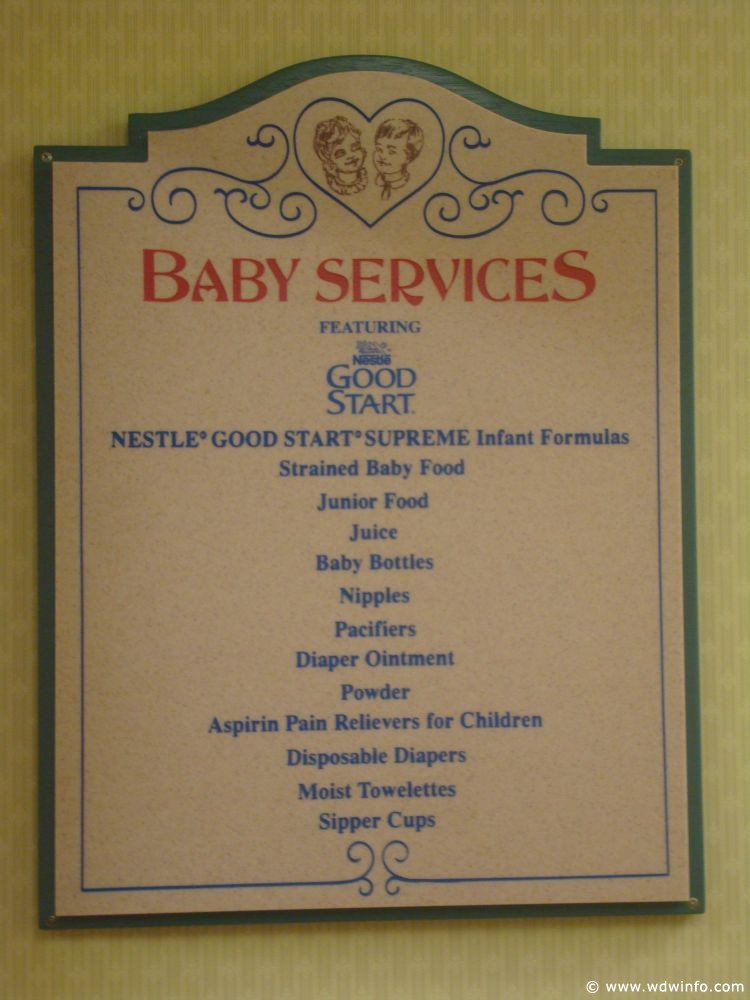 BABY SERVICES
FEATURING
Nestlé
GOOD
START
NESTLE® GOOD START® SUPREME Infant Formulas
Strained Baby Food
Junior Food
Juice
Baby Bottles
Nipples
Pacifiers
Diaper Ointment
Powder
Aspirin Pain Relievers for Children
Disposable Diapers
Moist Towelettes
Sipper Cups
© www.wdwinfo.com